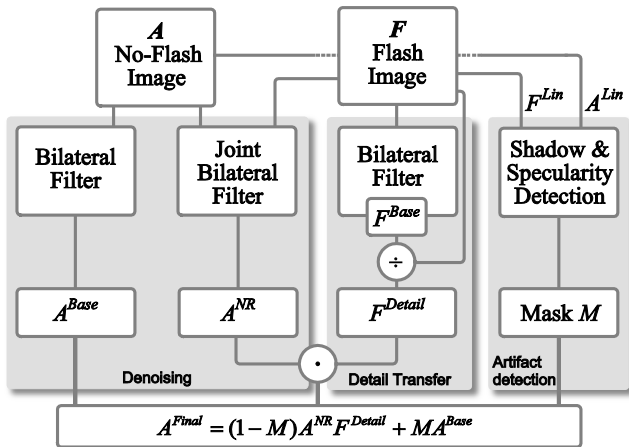 A
No-Flash
Image
F
Flash
Image
F^{Lin}
A^{Lin}
Bilateral
Filter
Joint
Bilateral
Filter
Bilateral
Filter
F^{Base}
Shadow &
Specularity
Detection
÷
A^{Base}
A^{NR}
F^{Detail}
Mask M
·
Denoising
Detail Transfer
Artifact
detection
A^{Final} = (1 − M)A^{NR}F^{Detail} + MA^{Base}